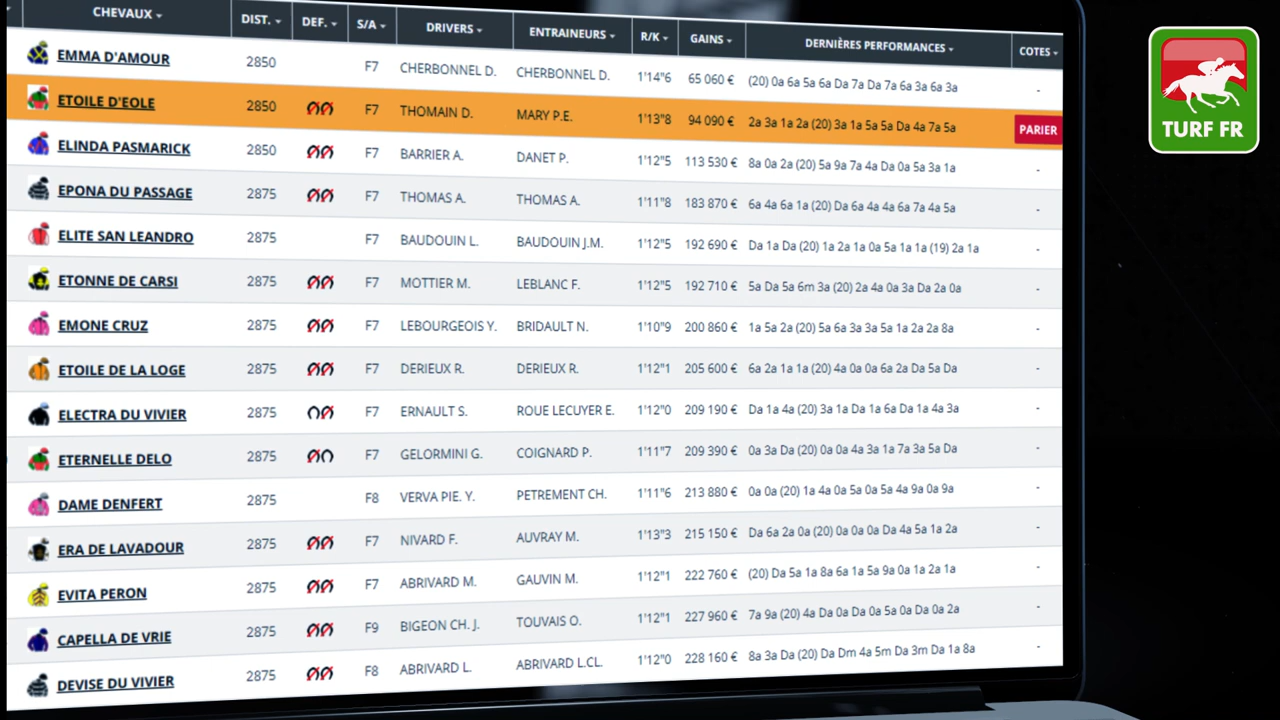 CHEVAUX DIST. DEF. S/A DRIVERS ENTRAINEURS R/K GAINS DERNIÈRES PERFORMANCES COTES
EMMA D'AMOUR 2850 F7 CHERBONNEL D. CHERBONNEL D. 1'14"6 65 060 € (20) 0a 6a 5a 6a Da 7a Da 7a 6a 3a 6a 3a -
ETOILE D'EOLE 2850 F7 THOMAIN D. MARY P.E. 1'13"8 94 090 € 2a 3a 1a 2a (20) 3a 1a 5a 5a Da 4a 7a 5a PARIER
ELINDA PASMARICK 2850 F7 BARRIER A. DANET P. 1'12"5 113 530 € 8a 0a 2a (20) 5a 9a 7a 4a Da 0a 5a 3a 1a -
EPONA DU PASSAGE 2875 F7 THOMAS A. THOMAS A. 1'11"8 183 870 € 6a 4a 6a 1a (20) Da 6a 4a 4a 6a 7a 4a 5a -
ELITE SAN LEANDRO 2875 F7 BAUDOUIN L. BAUDOUIN J.M. 1'12"5 192 690 € Da 1a Da (20) 1a 2a 1a 0a 5a 1a 1a (19) 2a 1a -
ETONNE DE CARSI 2875 F7 MOTTIER M. LEBLANC F. 1'12"5 192 710 € 5a Da 5a 6m 3a (20) 2a 4a 0a 3a Da 2a 0a -
EMONE CRUZ 2875 F7 LEBOURGEOIS Y. BRIDAULT N. 1'10"9 200 860 € 1a 5a 2a (20) 5a 6a 3a 3a 5a 1a 2a 2a 8a -
ETOILE DE LA LOGE 2875 F7 DERIEUX R. DERIEUX R. 1'12"1 205 600 € 6a 2a 1a 1a (20) 4a 0a 0a 6a 2a Da 5a Da -
ELECTRA DU VIVIER 2875 F7 ERNAULT S. ROUE LECUYER E. 1'12"0 209 190 € Da 1a 4a (20) 3a 1a Da 1a 6a Da 1a 4a 3a -
ETERNELLE DELO 2875 F7 GELORMINI G. COIGNARD P. 1'11"7 209 390 € 0a 3a Da (20) 0a 0a 4a 3a 1a 7a 3a 5a Da -
DAME DENFERT 2875 F8 VERVA PIE. Y. PETREMENT CH. 1'11"6 213 880 € 0a 0a (20) 1a 4a 0a 5a 0a 5a 4a 9a 0a 9a -
ERA DE LAVADOUR 2875 F7 NIVARD F. AUVRAY M. 1'13"3 215 150 € Da 6a 2a 0a (20) 0a 0a 0a Da 4a 5a 1a 2a -
EVITA PERON 2875 F7 ABRIVARD M. GAUVIN M. 1'12"1 222 760 € (20) Da 5a 1a 8a 6a 1a 5a 9a 0a 1a 2a 1a -
CAPELLA DE VRIE 2875 F9 BIGEON CH. J. TOUVAIS O. 1'12"1 227 960 € 7a 9a (20) 4a Da 0a Da 0a 5a 0a Da 0a 2a -
DEVISE DU VIVIER 2875 F8 ABRIVARD L. ABRIVARD L.CL. 1'12"0 228 160 € 8a 3a Da (20) Da Dm 4a 5m Da 3m Da 1a 8a -
TURF FR